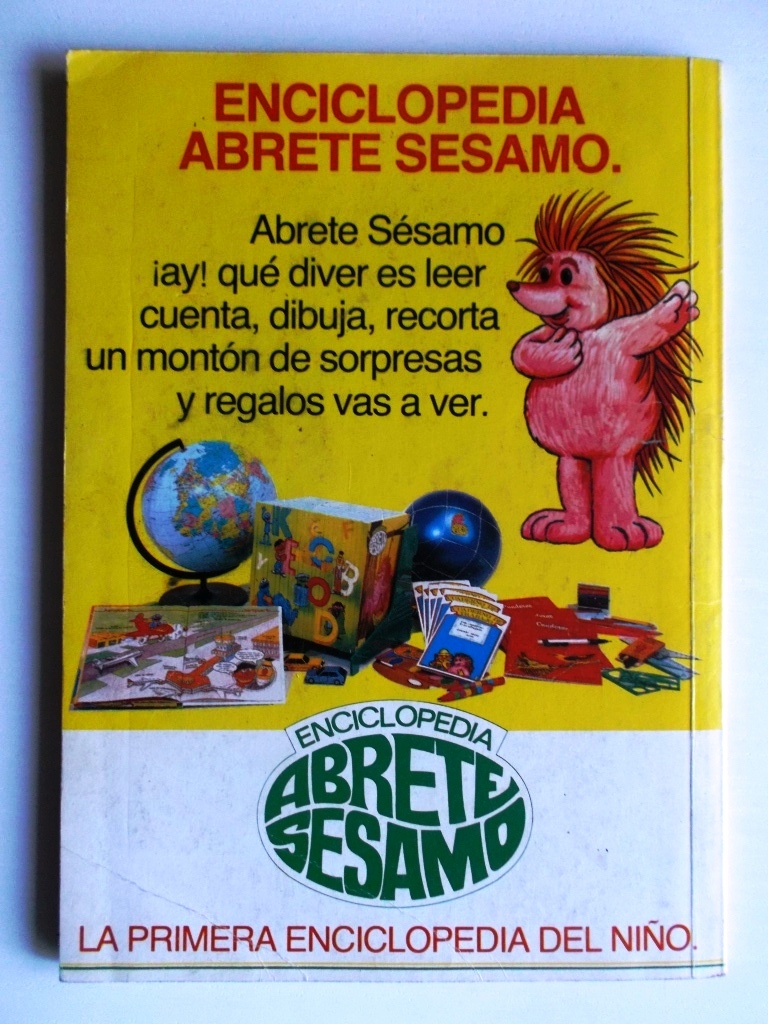 ENCICLOPEDIA
ABRETE SESAMO.
Abrete Sésamo
¡ay! qué diver es leer
cuenta, dibuja, recorta
un montón de sorpresas
y regalos vas a ver.
ENCICLOPEDIA
ABRETE
SESAMO
LA PRIMERA ENCICLOPEDIA DEL NIÑO.